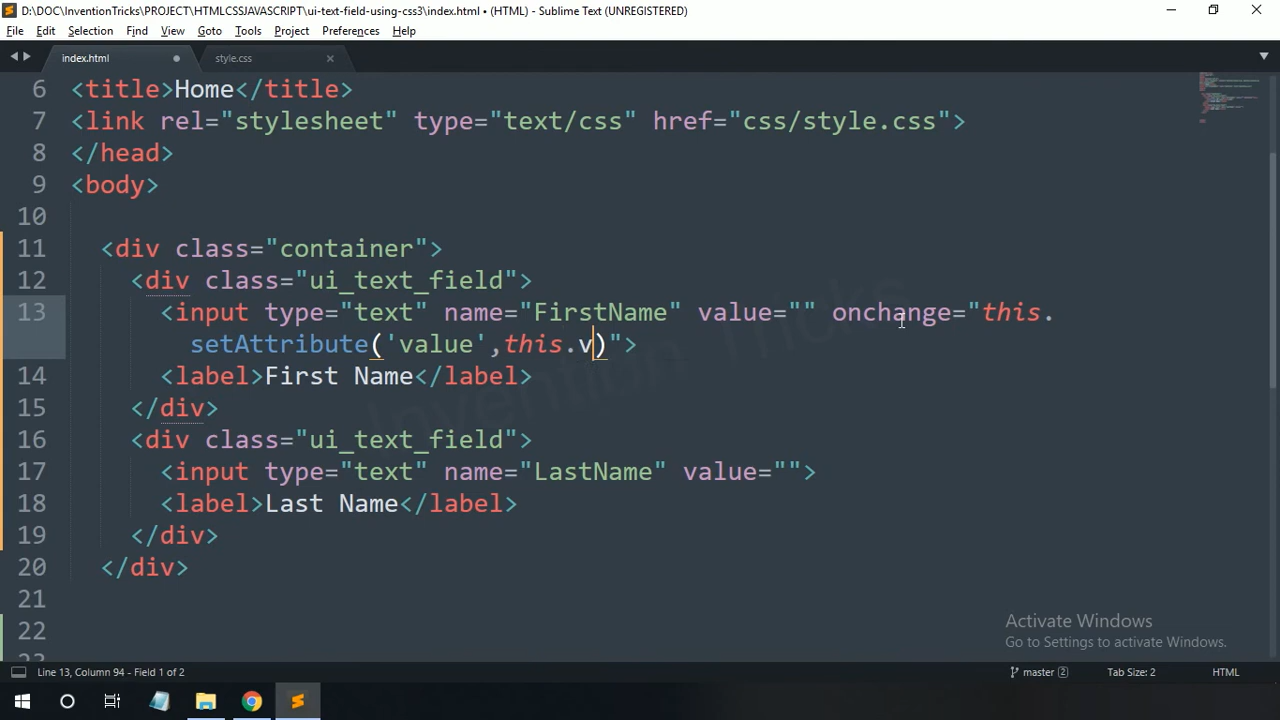 D:\DOC\InventionTricks\PROJECT\HTMLCSSJAVASCRIPT\ui-text-field-using-css3\index.html • (HTML) - Sublime Text (UNREGISTERED)
File Edit Selection Find View Goto Tools Project Preferences Help
index.html style.css
6 <title>Home</title>
7 <link rel="stylesheet" type="text/css" href="css/style.css">
8 </head>
9 <body>
10
11 <div class="container">
12 <div class="ui_text_field">
13 <input type="text" name="FirstName" value="" onchange="this.
setAttribute('value',this.v)">
14 <label>First Name</label>
15 </div>
16 <div class="ui_text_field">
17 <input type="text" name="LastName" value="">
18 <label>Last Name</label>
19 </div>
20 </div>
21
22
23
Invention Tricks
Activate Windows
Go to Settings to activate Windows.
Line 13, Column 94 - Field 1 of 2 master 2 Tab Size: 2 HTML